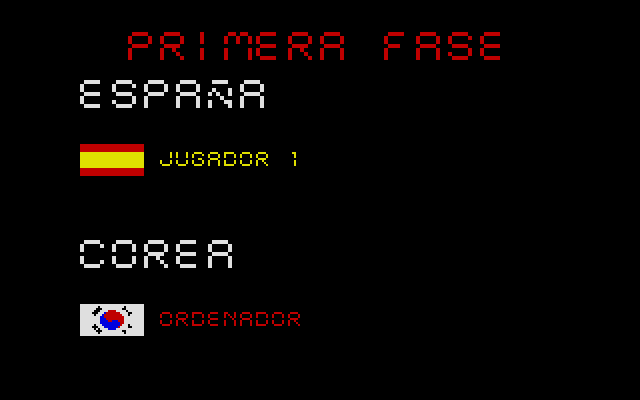 PRIMERA FASE
ESPAÑA
JUGADOR 1
COREA
ORDENADOR